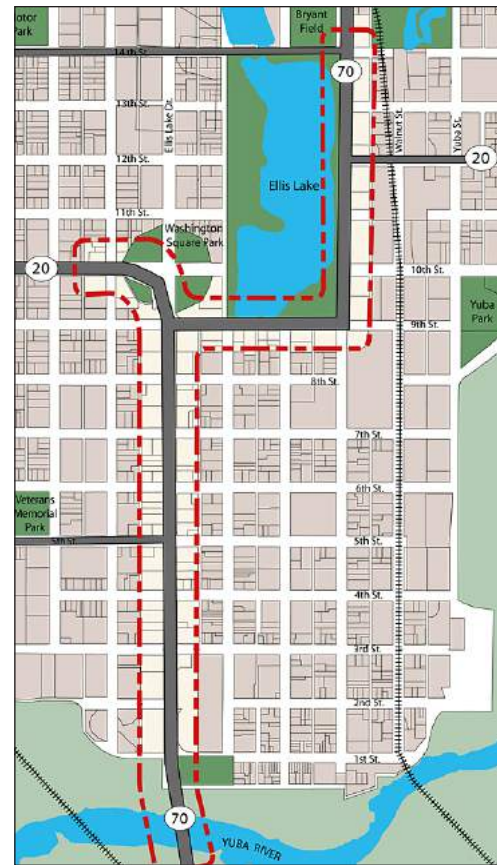 Bryant
Field
otor
Park
14th St.
70
13th St.
Ellis Lake Dr.
Walnut St.
Yuba St.
12th St.
20
Ellis Lake
11th St.
Washington
Square Park
20
10th St.
Yuba
Park
9th St.
8th St.
7th St.
6th St.
Veterans
Memorial
Park
5th St.
5th St.
4th St.
3rd St.
2nd St.
1st St.
70
YUBA RIVER